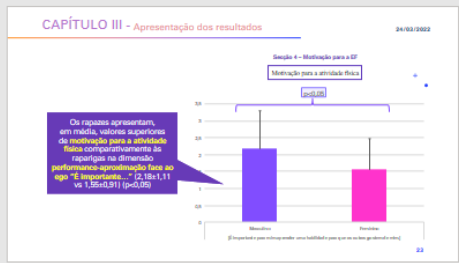 CAPÍTULO III - Apresentação dos resultados
24/03/2022
Secção 4 – Motivação para a EF
Motivação para a atividade física
p<0,05
Os rapazes apresentam,
em média, valores superiores
de motivação para a atividade
física comparativamente às
raparigas na dimensão
performance-aproximação face ao
ego "É importante..." (2,18±1,11
vs 1,55±0,91) (p<0,05)
3,5
3
2,5
2
1,5
1
0,5
0
Masculino
Feminino
23